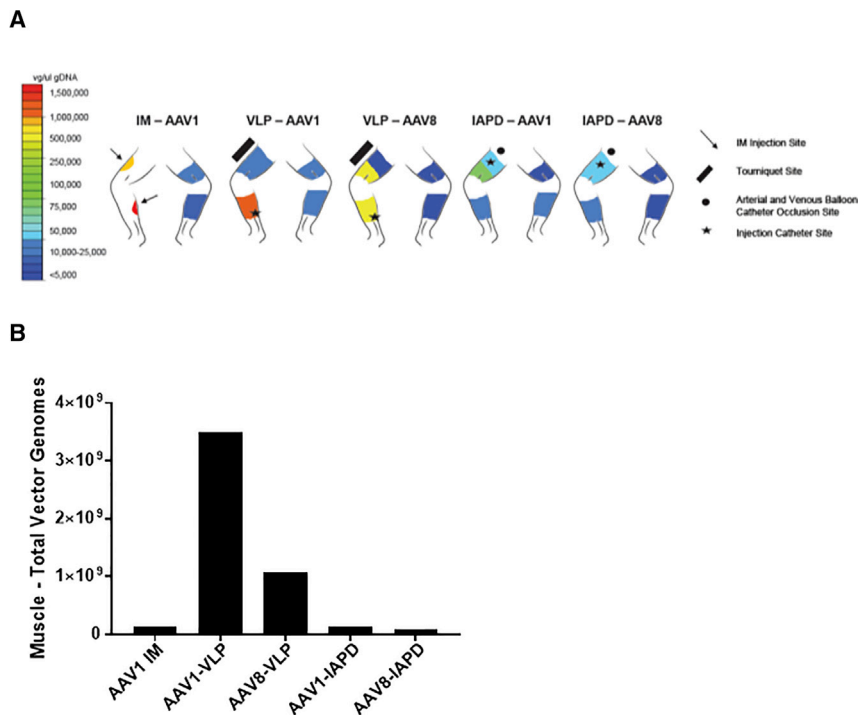 A
vg/ul gDNA
1,500,000
1,000,000
500,000
250,000
100,000
75,000
50,000
10,000-25,000
<5,000
IM – AAV1
VLP – AAV1
VLP – AAV8
IAPD – AAV1
IAPD – AAV8
IM Injection Site
Tourniquet Site
Arterial and Venous Balloon
Catheter Occlusion Site
Injection Catheter Site
B
Muscle - Total Vector Genomes
4×10⁹
3×10⁹
2×10⁹
1×10⁹
0
AAV1 IM
AAV1-VLP
AAV8-VLP
AAV1-IAPD
AAV8-IAPD